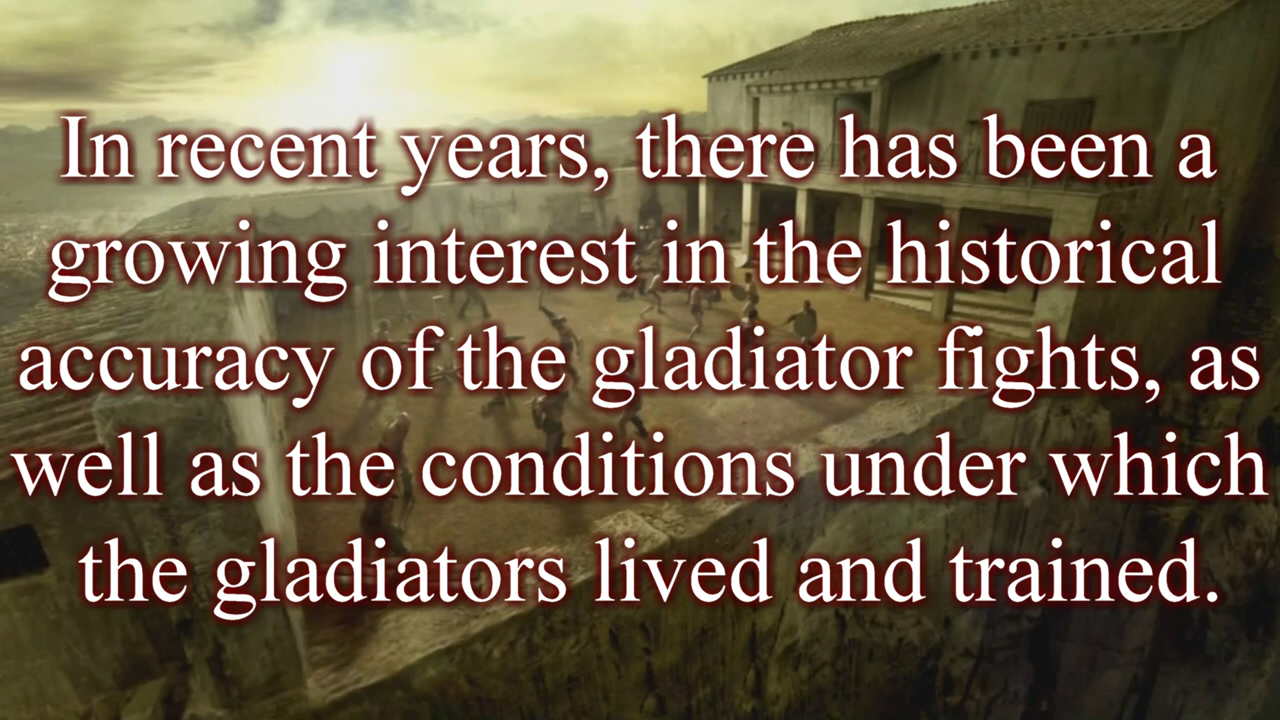 In recent years, there has been a
growing interest in the historical
accuracy of the gladiator fights, as
well as the conditions under which
the gladiators lived and trained.